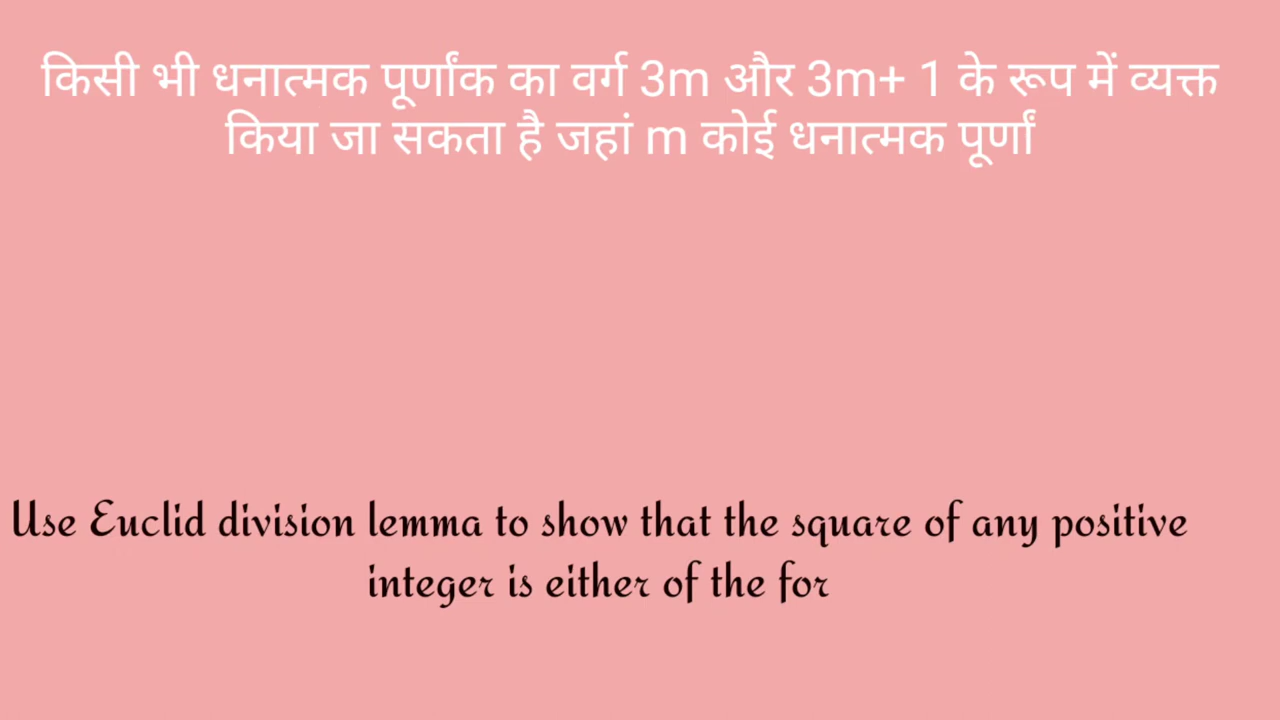 किसी भी धनात्मक पूर्णांक का वर्ग 3m और 3m+ 1 के रूप में व्यक्त
किया जा सकता है जहां m कोई धनात्मक पूर्णां
Use Euclid division lemma to show that the square of any positive
integer is either of the for